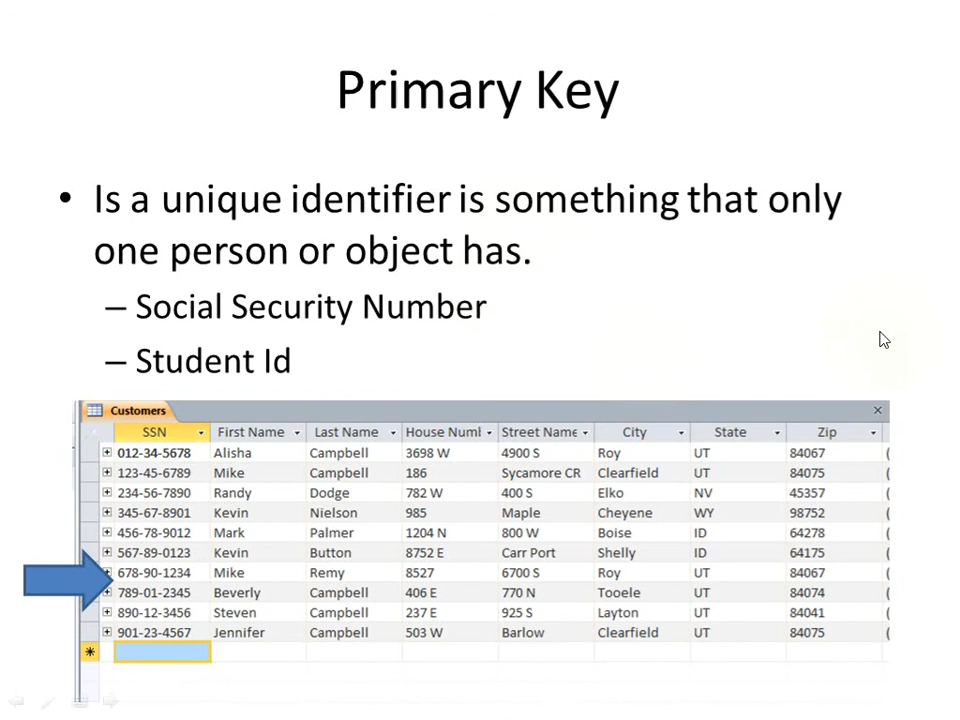 Primary Key
• Is a unique identifier is something that only
one person or object has.
– Social Security Number
– Student Id
Customers
SSN First Name Last Name House Numl Street Name City State Zip
012-34-5678 Alisha Campbell 3698 W 4900 S Roy UT 84067 (
123-45-6789 Mike Campbell 186 Sycamore CR Clearfield UT 84075 (
234-56-7890 Randy Dodge 782 W 400 S Elko NV 45357 (
345-67-8901 Kevin Nielson 985 Maple Cheyene WY 98752 (
456-78-9012 Mark Palmer 1204 N 800 W Boise ID 64278 (
567-89-0123 Kevin Button 8752 E Carr Port Shelly ID 64175 (
678-90-1234 Mike Remy 8527 6700 S Roy UT 84067 (
789-01-2345 Beverly Campbell 406 E 770 N Tooele UT 84074 (
890-12-3456 Steven Campbell 237 E 925 S Layton UT 84041 (
901-23-4567 Jennifer Campbell 503 W Barlow Clearfield UT 84075 (